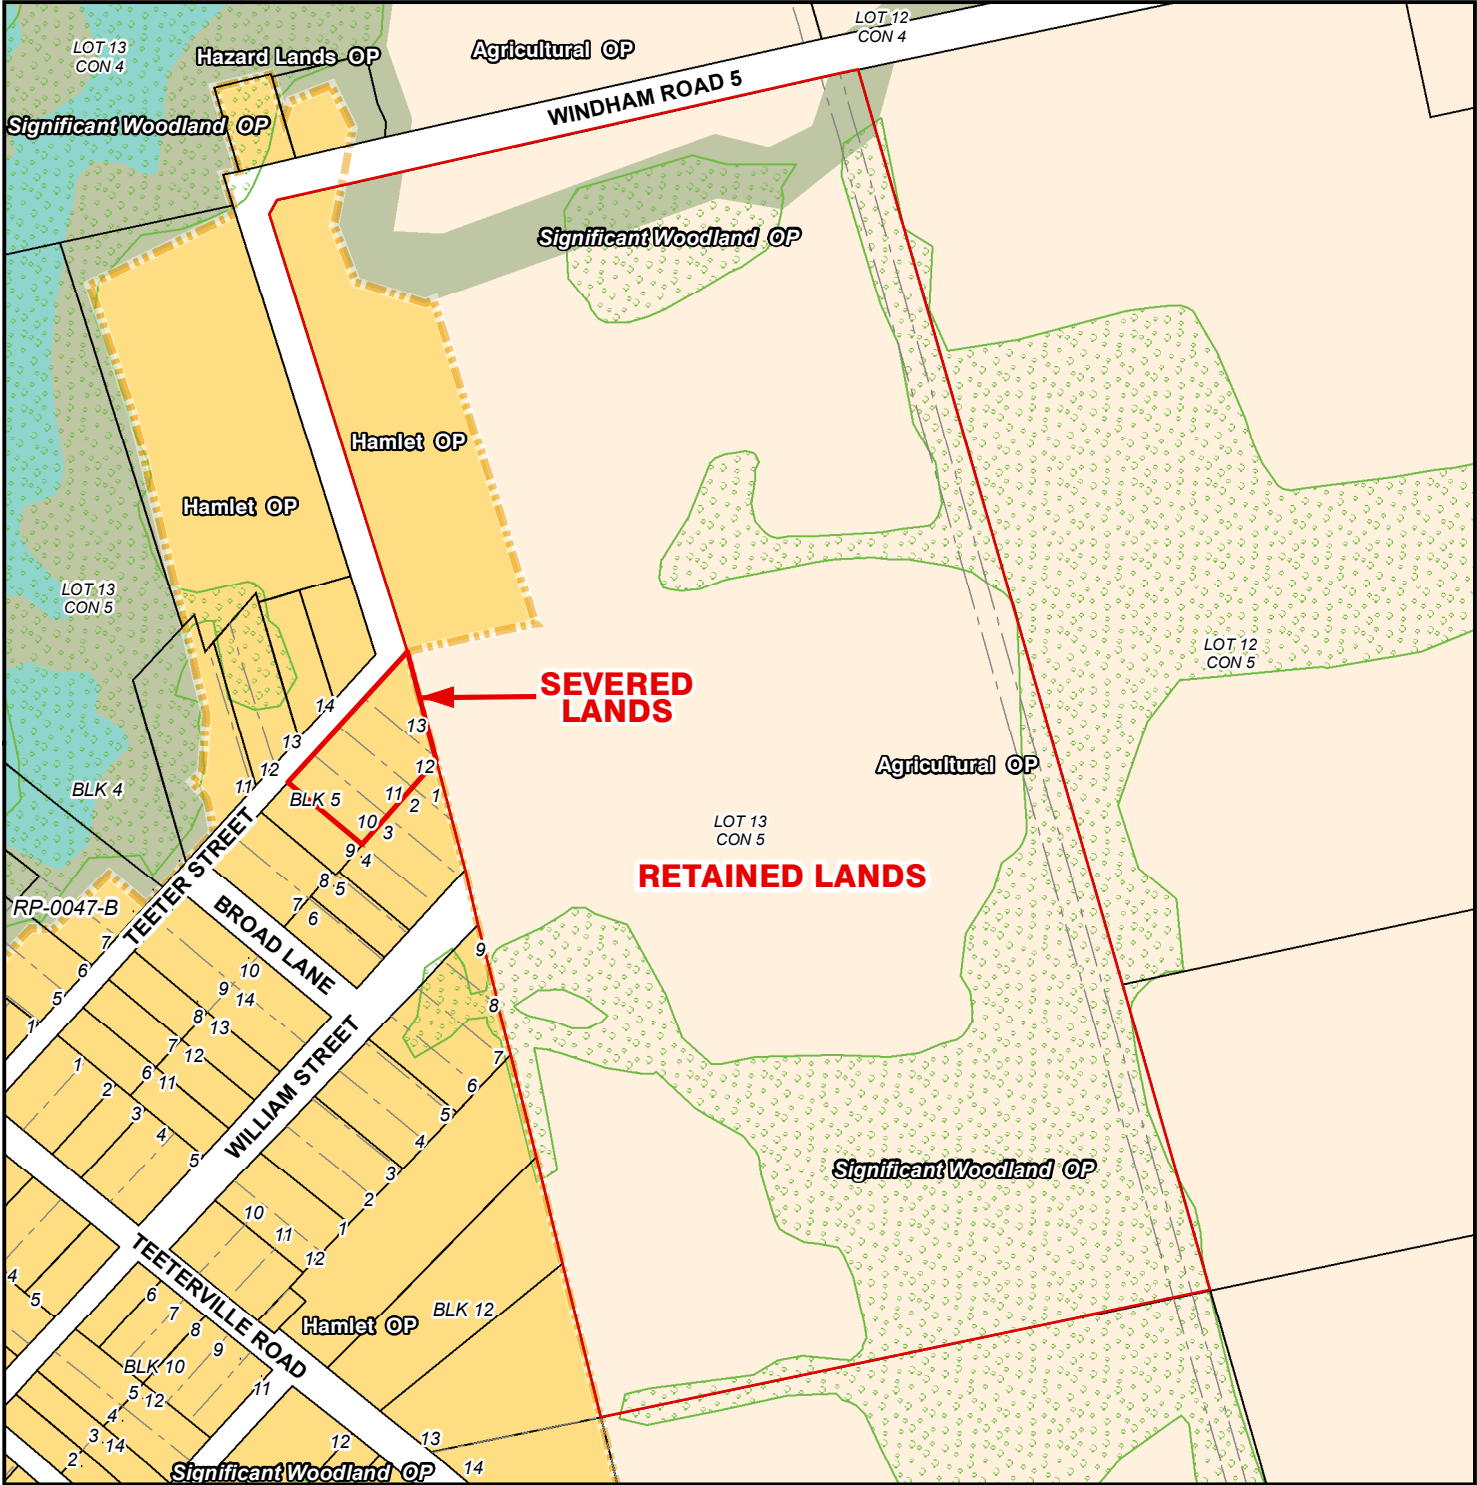 LOT 12
CON 4
LOT 13
CON 4
Hazard Lands OP
Agricultural OP
WINDHAM ROAD 5
Significant Woodland OP
Significant Woodland OP
Hamlet OP
Hamlet OP
LOT 13
CON 5
LOT 12
CON 5
SEVERED
LANDS
14
13
13
12
12
11
BLK 4
BLK 5
11
1
2
10
3
9
4
Agricultural OP
LOT 13
CON 5
RETAINED LANDS
TEETER STREET
8
5
7
6
RP-0047-B
BROAD LANE
7
6
5
1
10
9
14
8
13
7
12
6
11
9
8
7
6
5
4
3
2
1
WILLIAM STREET
1
2
3
4
5
Significant Woodland OP
10
11
12
TEETERVILLE ROAD
4
5
6
7
8
9
Hamlet OP
BLK 12
BLK 10
11
5
12
4
3
14
2
12
13
14
Significant Woodland OP